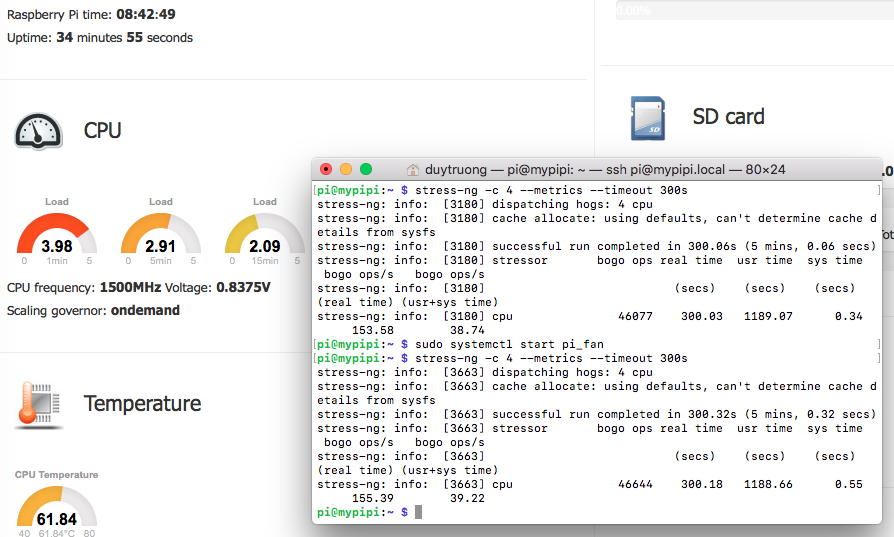 Raspberry Pi time: 08:42:49
Uptime: 34 minutes 55 seconds
0.00%
CPU
Load
3.98
0 1min 5
Load
2.91
0 5min 5
Load
2.09
0 15min 5
CPU frequency: 1500MHz Voltage: 0.8375V
Scaling governor: ondemand
Temperature
CPU Temperature
61.84
40 61.84°C 80
SD card
SD
duytruong — pi@mypipi: ~ — ssh pi@mypipi.local — 80×24
[pi@mypipi:~ $ stress-ng -c 4 --metrics --timeout 300s ]
stress-ng: info:  [3180] dispatching hogs: 4 cpu
stress-ng: info:  [3180] cache allocate: using defaults, can't determine cache d
etails from sysfs
stress-ng: info:  [3180] successful run completed in 300.06s (5 mins, 0.06 secs)
stress-ng: info:  [3180] stressor       bogo ops real time  usr time  sys time
bogo ops/s   bogo ops/s
stress-ng: info:  [3180]                           (secs)    (secs)    (secs)
(real time) (usr+sys time)
stress-ng: info:  [3180] cpu               46077    300.03   1189.07      0.34
153.58        38.74
[pi@mypipi:~ $ sudo systemctl start pi_fan ]
[pi@mypipi:~ $ stress-ng -c 4 --metrics --timeout 300s ]
stress-ng: info:  [3663] dispatching hogs: 4 cpu
stress-ng: info:  [3663] cache allocate: using defaults, can't determine cache d
etails from sysfs
stress-ng: info:  [3663] successful run completed in 300.32s (5 mins, 0.32 secs)
stress-ng: info:  [3663] stressor       bogo ops real time  usr time  sys time
bogo ops/s   bogo ops/s
stress-ng: info:  [3663]                           (secs)    (secs)    (secs)
(real time) (usr+sys time)
stress-ng: info:  [3663] cpu               46644    300.18   1188.66      0.55
155.39        39.22
pi@mypipi:~ $